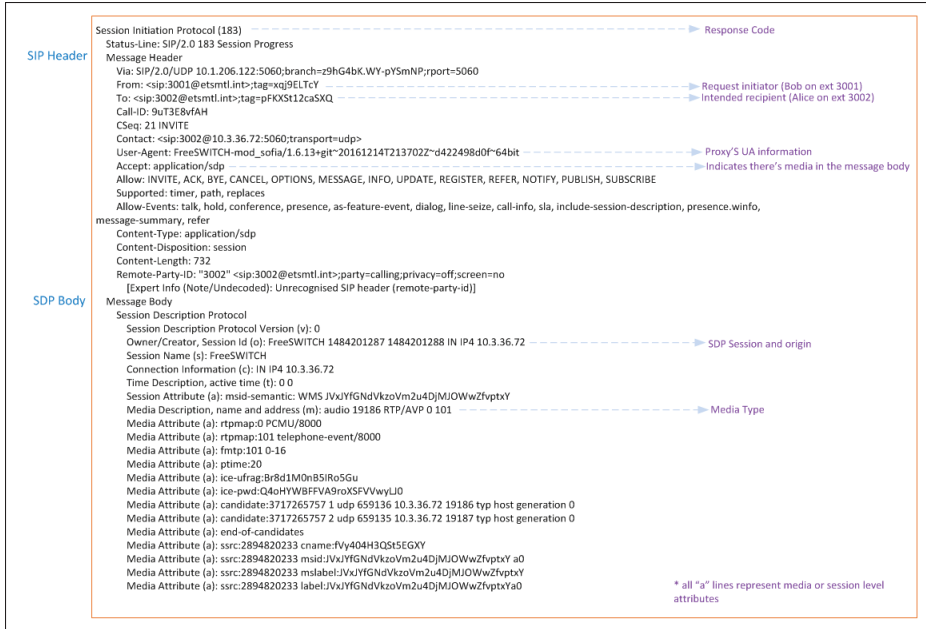 Session Initiation Protocol (183) Response Code
Status-Line: SIP/2.0 183 Session Progress
SIP Header Message Header
Via: SIP/2.0/UDP 10.1.206.122:5060;branch=z9hG4bK.WY-pYSmNP;rport=5060
From: <sip:3001@etsmtl.int>;tag=xqj9ELTcY Request initiator (Bob on ext 3001)
To: <sip:3002@etsmtl.int>;tag=pFKXSt12caSXQ Intended recipient (Alice on ext 3002)
Call-ID: 9uT3E8vfAH
CSeq: 21 INVITE
Contact: <sip:3002@10.3.36.72:5060;transport=udp>
User-Agent: FreeSWITCH-mod_sofia/1.6.13+git~20161214T213702Z~d422498d0f~64bit Proxy'S UA information
Accept: application/sdp Indicates there's media in the message body
Allow: INVITE, ACK, BYE, CANCEL, OPTIONS, MESSAGE, INFO, UPDATE, REGISTER, REFER, NOTIFY, PUBLISH, SUBSCRIBE
Supported: timer, path, replaces
Allow-Events: talk, hold, conference, presence, as-feature-event, dialog, line-seize, call-info, sla, include-session-description, presence.winfo,
message-summary, refer
Content-Type: application/sdp
Content-Disposition: session
Content-Length: 732
Remote-Party-ID: "3002" <sip:3002@etsmtl.int>;party=calling;privacy=off;screen=no
[Expert Info (Note/Undecoded): Unrecognised SIP header (remote-party-id)]
SDP Body Message Body
Session Description Protocol
Session Description Protocol Version (v): 0
Owner/Creator, Session Id (o): FreeSWITCH 1484201287 1484201288 IN IP4 10.3.36.72 SDP Session and origin
Session Name (s): FreeSWITCH
Connection Information (c): IN IP4 10.3.36.72
Time Description, active time (t): 0 0
Session Attribute (a): msid-semantic: WMS JVxJYfGNdVkzoVm2u4DjMJOWwZfvptxY
Media Description, name and address (m): audio 19186 RTP/AVP 0 101 Media Type
Media Attribute (a): rtpmap:0 PCMU/8000
Media Attribute (a): rtpmap:101 telephone-event/8000
Media Attribute (a): fmtp:101 0-16
Media Attribute (a): ptime:20
Media Attribute (a): ice-ufrag:Br8d1M0nB5IRo5Gu
Media Attribute (a): ice-pwd:Q4oHYWBFFVA9roXSFVVwyLJ0
Media Attribute (a): candidate:3717265757 1 udp 659136 10.3.36.72 19186 typ host generation 0
Media Attribute (a): candidate:3717265757 2 udp 659135 10.3.36.72 19187 typ host generation 0
Media Attribute (a): end-of-candidates
Media Attribute (a): ssrc:2894820233 cname:fVy404H3QSt5EGXY
Media Attribute (a): ssrc:2894820233 msid:JVxJYfGNdVkzoVm2u4DjMJOWwZfvptxY a0
Media Attribute (a): ssrc:2894820233 mslabel:JVxJYfGNdVkzoVm2u4DjMJOWwZfvptxY
Media Attribute (a): ssrc:2894820233 label:JVxJYfGNdVkzoVm2u4DjMJOWwZfvptxYa0
* all "a" lines represent media or session level
attributes